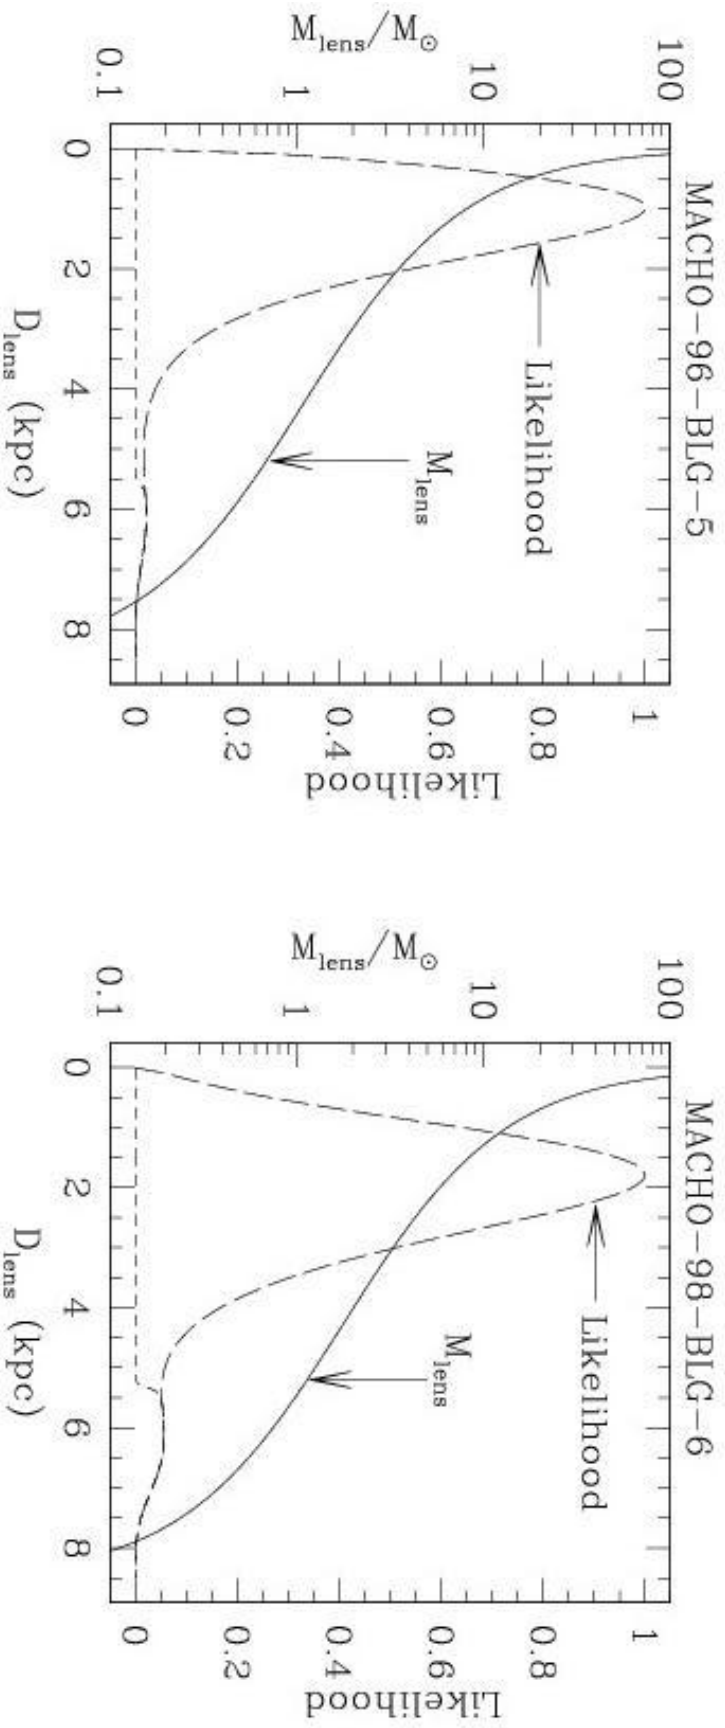 MACHO-96-BLG-5
M_lens/M_⊙
100
10
1
0.1
Likelihood
M_lens
1
0.8
0.6
0.4
0.2
0
Likelihood
0 2 4 6 8
D_lens (kpc)
MACHO-98-BLG-6
M_lens/M_⊙
100
10
1
0.1
Likelihood
M_lens
1
0.8
0.6
0.4
0.2
0
Likelihood
0 2 4 6 8
D_lens (kpc)